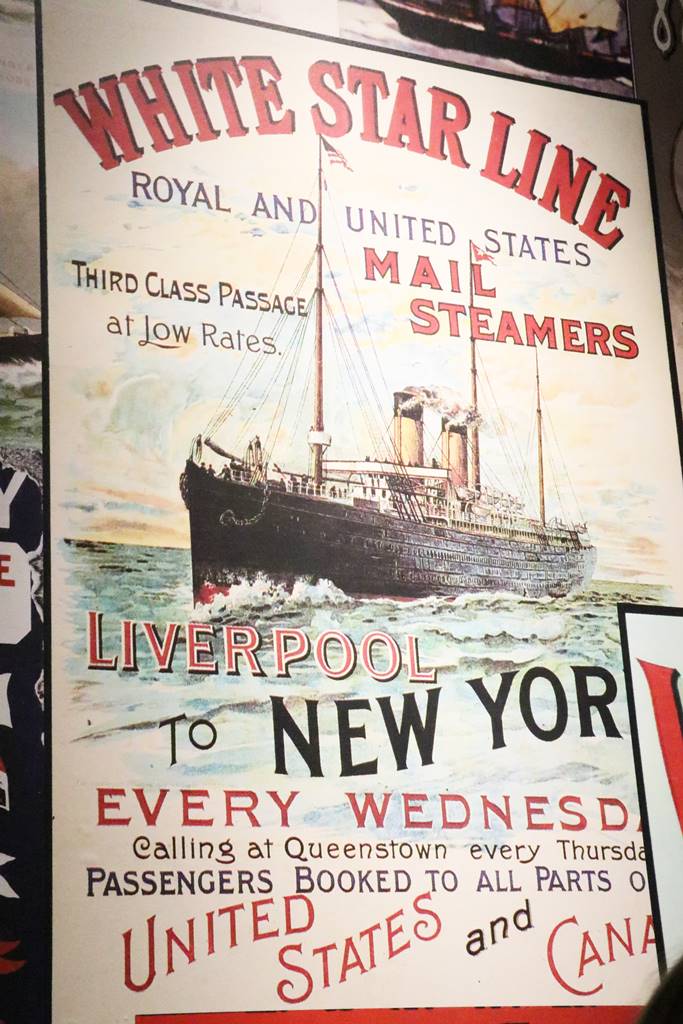 WHITE STAR LINE
ROYAL AND UNITED STATES
MAIL
STEAMERS
THIRD CLASS PASSAGE
at Low Rates.
LIVERPOOL
TO NEW YOR
EVERY WEDNESDA
Calling at Queenstown every Thursda
PASSENGERS BOOKED TO ALL PARTS O
UNITED STATES and CANA
Y
E